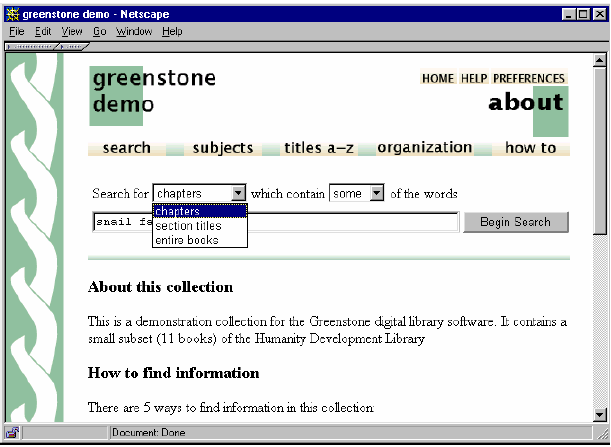 greenstone demo - Netscape
File Edit View Go Window Help
greenstone
demo
HOME HELP PREFERENCES
about
search subjects titles a–z organization how to
Search for chapters which contain some of the words
snail
Begin Search
chapters
section titles
entire books
About this collection
This is a demonstration collection for the Greenstone digital library software. It contains a
small subset (11 books) of the Humanity Development Library
How to find information
There are 5 ways to find information in this collection:
Document: Done